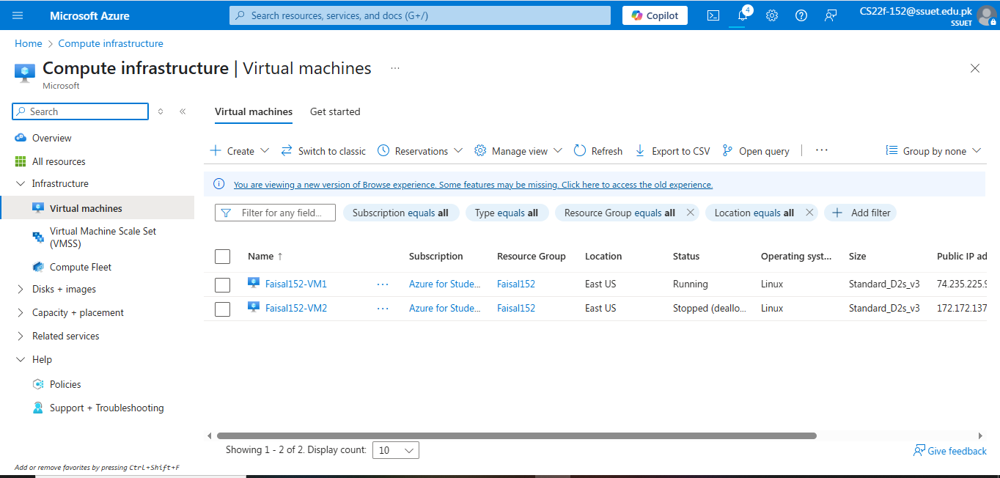 Microsoft Azure
Search resources, services, and docs (G+/)
Copilot
4
CS22f-152@ssuet.edu.pk
SSUET
Home > Compute infrastructure
Compute infrastructure | Virtual machines ...
Microsoft
Search
Overview
All resources
Infrastructure
Virtual machines
Virtual Machine Scale Set
(VMSS)
Compute Fleet
Disks + images
Capacity + placement
Related services
Help
Policies
Support + Troubleshooting
Add or remove favorites by pressing Ctrl+Shift+F
Virtual machines Get started
Create Switch to classic Reservations Manage view Refresh Export to CSV Open query ... Group by none
You are viewing a new version of Browse experience. Some features may be missing. Click here to access the old experience.
Filter for any field... Subscription equals all Type equals all Resource Group equals all Location equals all Add filter
Name ↑ Subscription Resource Group Location Status Operating syst... Size Public IP ad
Faisal152-VM1 ... Azure for Stude... Faisal152 East US Running Linux Standard_D2s_v3 74.235.225.9
Faisal152-VM2 ... Azure for Stude... Faisal152 East US Stopped (deallo... Linux Standard_D2s_v3 172.172.137
Showing 1 - 2 of 2. Display count: 10
Give feedback